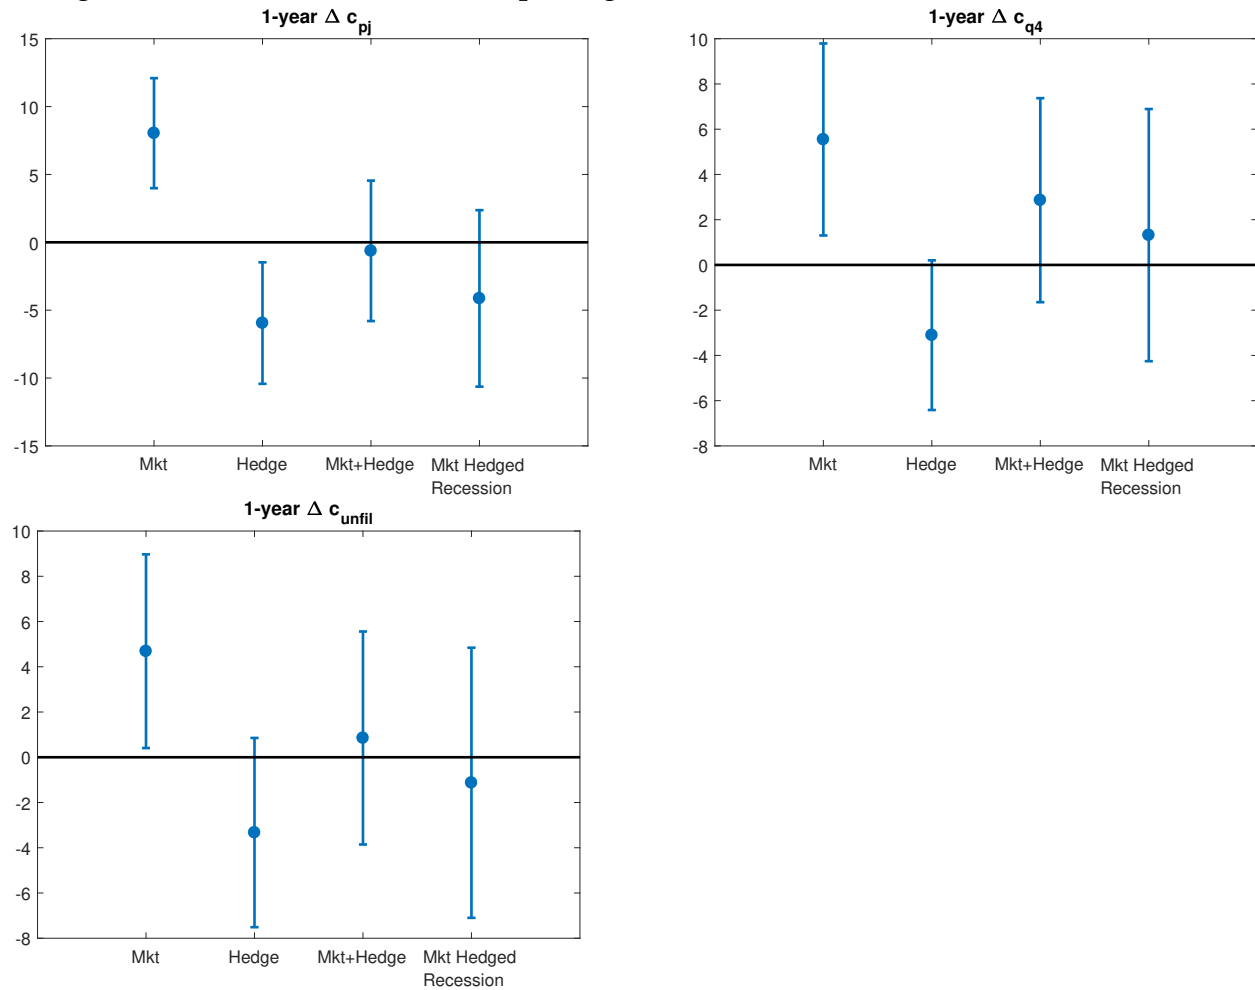 1-year Δ c_pj
15
10
5
0
-5
-10
-15
Mkt
Hedge
Mkt+Hedge
Mkt Hedged
Recession
1-year Δ c_q4
10
8
6
4
2
0
-2
-4
-6
-8
Mkt
Hedge
Mkt+Hedge
Mkt Hedged
Recession
1-year Δ c_unfil
10
8
6
4
2
0
-2
-4
-6
-8
Mkt
Hedge
Mkt+Hedge
Mkt Hedged
Recession